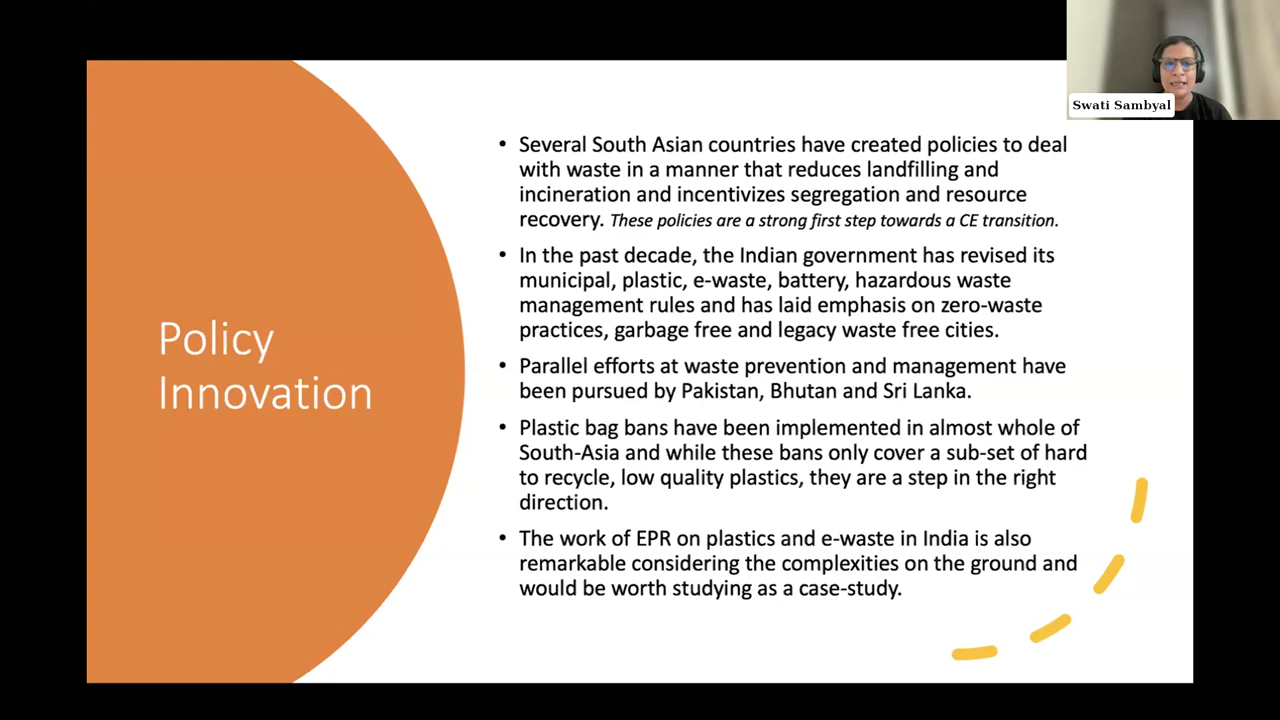 Swati Sambyal
Policy
Innovation
• Several South Asian countries have created policies to deal
with waste in a manner that reduces landfilling and
incineration and incentivizes segregation and resource
recovery. These policies are a strong first step towards a CE transition.
• In the past decade, the Indian government has revised its
municipal, plastic, e-waste, battery, hazardous waste
management rules and has laid emphasis on zero-waste
practices, garbage free and legacy waste free cities.
• Parallel efforts at waste prevention and management have
been pursued by Pakistan, Bhutan and Sri Lanka.
• Plastic bag bans have been implemented in almost whole of
South-Asia and while these bans only cover a sub-set of hard
to recycle, low quality plastics, they are a step in the right
direction.
• The work of EPR on plastics and e-waste in India is also
remarkable considering the complexities on the ground and
would be worth studying as a case-study.